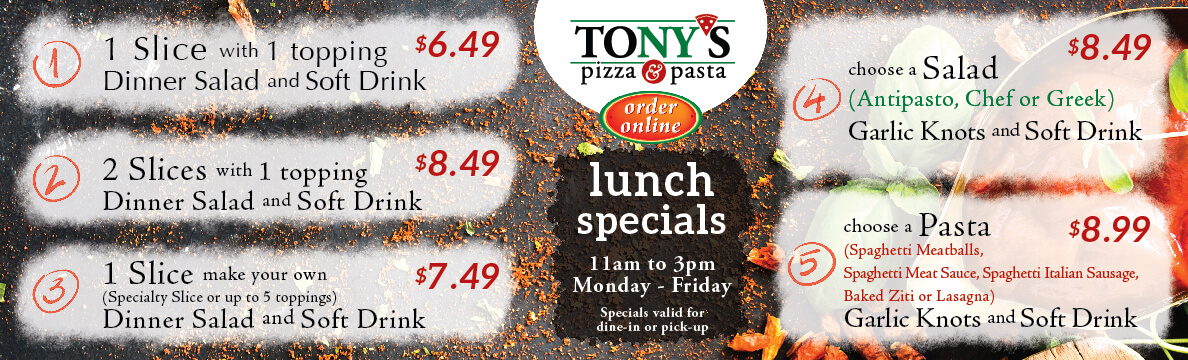 1
1 Slice with 1 topping
$6.49
Dinner Salad and Soft Drink
2
2 Slices with 1 topping
$8.49
Dinner Salad and Soft Drink
3
1 Slice make your own
$7.49
(Specialty Slice or up to 5 toppings)
Dinner Salad and Soft Drink
TONY'S
pizza & pasta
order
online
lunch
specials
11am to 3pm
Monday - Friday
Specials valid for
dine-in or pick-up
4
$8.49
choose a Salad
(Antipasto, Chef or Greek)
Garlic Knots and Soft Drink
5
choose a Pasta
$8.99
(Spaghetti Meatballs,
Spaghetti Meat Sauce, Spaghetti Italian Sausage,
Baked Ziti or Lasagna)
Garlic Knots and Soft Drink